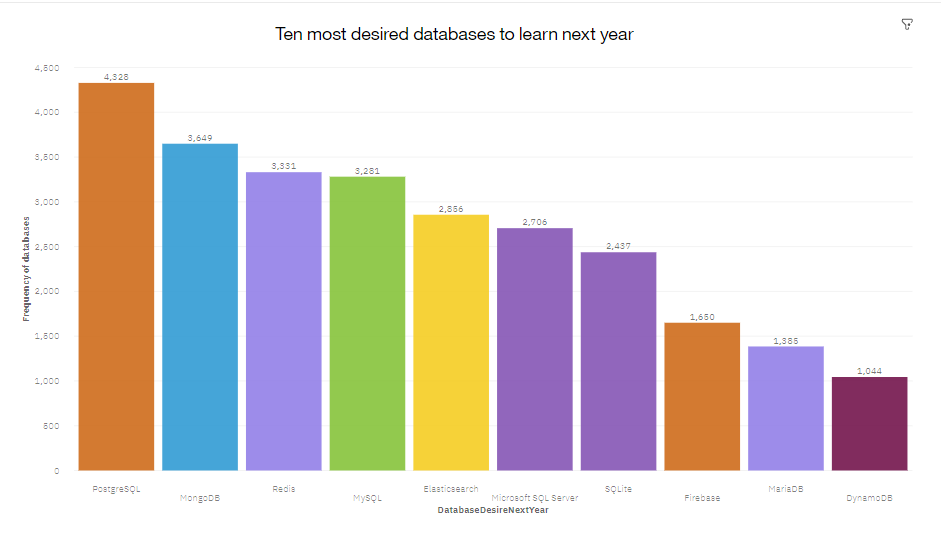 Ten most desired databases to learn next year
4,500
4,000
3,500
3,000
2,500
2,000
1,500
1,000
500
0
Frequency of databases
4,328
3,649
3,331
3,281
2,856
2,706
2,437
1,650
1,385
1,044
PostgreSQL
MongoDB
Redis
MySQL
Elasticsearch
Microsoft SQL Server
SQLite
Firebase
MariaDB
DynamoDB
DatabaseDesireNextYear